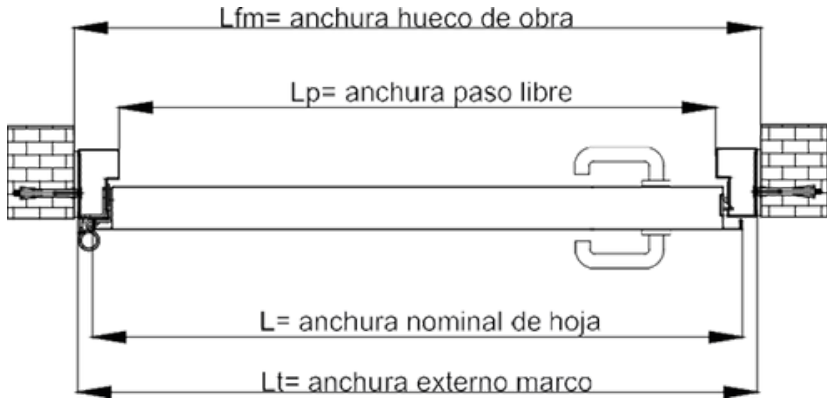 Lfm= anchura hueco de obra
Lp= anchura paso libre
L= anchura nominal de hoja
Lt= anchura externo marco